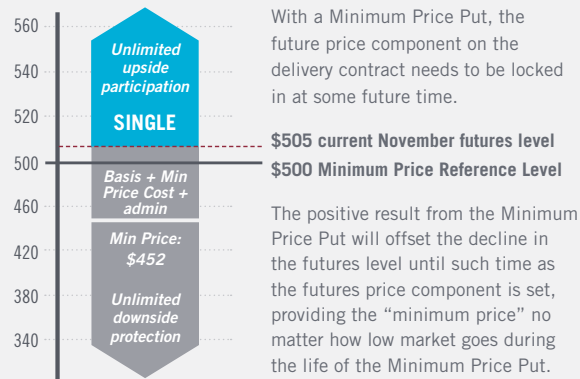 560
540
520
500
460
420
380
340
Unlimited
upside
participation
SINGLE
Basis + Min
Price Cost +
admin
Min Price:
$452
Unlimited
downside
protection
With a Minimum Price Put, the
future price component on the
delivery contract needs to be locked
in at some future time.
$505 current November futures level
$500 Minimum Price Reference Level
The positive result from the Minimum
Price Put will offset the decline in
the futures level until such time as
the futures price component is set,
providing the “minimum price” no
matter how low market goes during
the life of the Minimum Price Put.